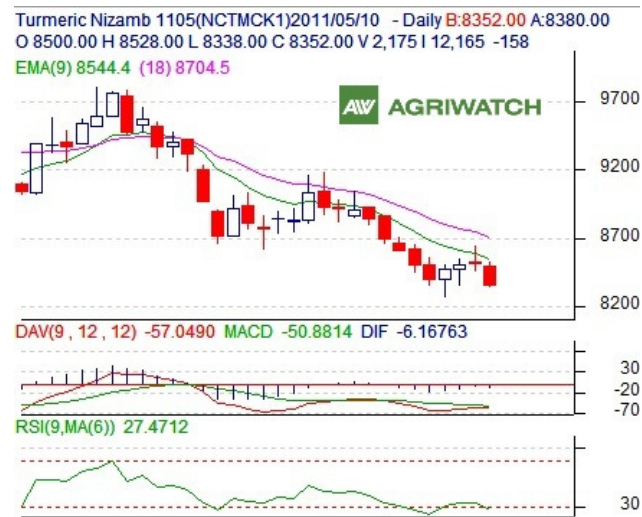 Turmeric Nizamb 1105(NCTMCK1)2011/05/10 - Daily B:8352.00 A:8380.00
O 8500.00 H 8528.00 L 8338.00 C 8352.00 V 2,175 I 12,165 -158
EMA(9) 8544.4 (18) 8704.5
AW AGRIWATCH
9700
9200
8700
8200
DAV(9 , 12 , 12) -57.0490 MACD -50.8814 DIF -6.16763
30
-20
-70
RSI(9,MA(6)) 27.4712
30